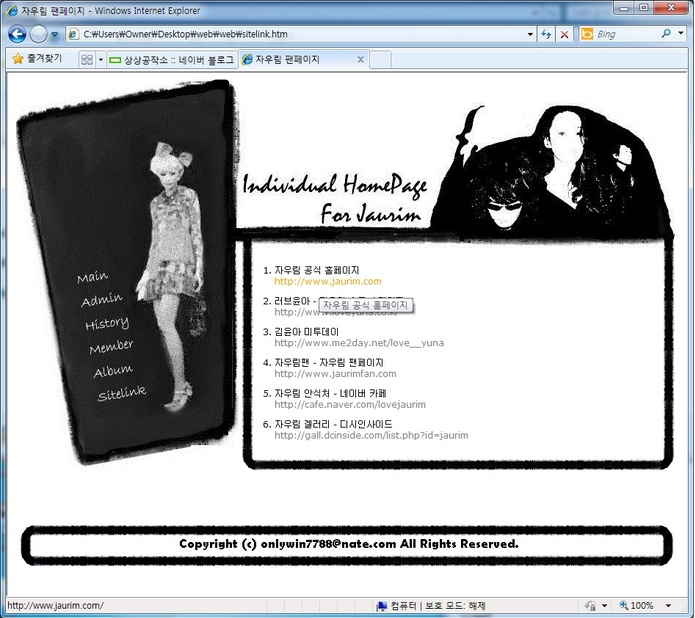 자우림 팬페이지 - Windows Internet Explorer
C:₩Users₩Owner₩Desktop₩web₩web₩sitelink.htm
Bing
즐겨찾기
상상공작소 :: 네이버 블로그
자우림 팬페이지
Individual HomePage
For Jaurim
Main
Admin
History
Member
Album
Sitelink
1. 자우림 공식 홈페이지
http://www.jaurim.com
2. 러브윤아 -
자우림 공식 홈페이지
3. 김윤아 미투데이
http://www.me2day.net/love__yuna
4. 자우림팬 - 자우림 팬페이지
http://www.jaurimfan.com
5. 자우림 안식처 - 네이버 카페
http://cafe.naver.com/lovejaurim
6. 자우림 겔러리 - 디시인사이드
http://gall.dcinside.com/list.php?id=jaurim
Copyright (c) onlywin7788@nate.com All Rights Reserved.
http://www.jaurim.com/
컴퓨터 | 보호 모드: 해제
100%